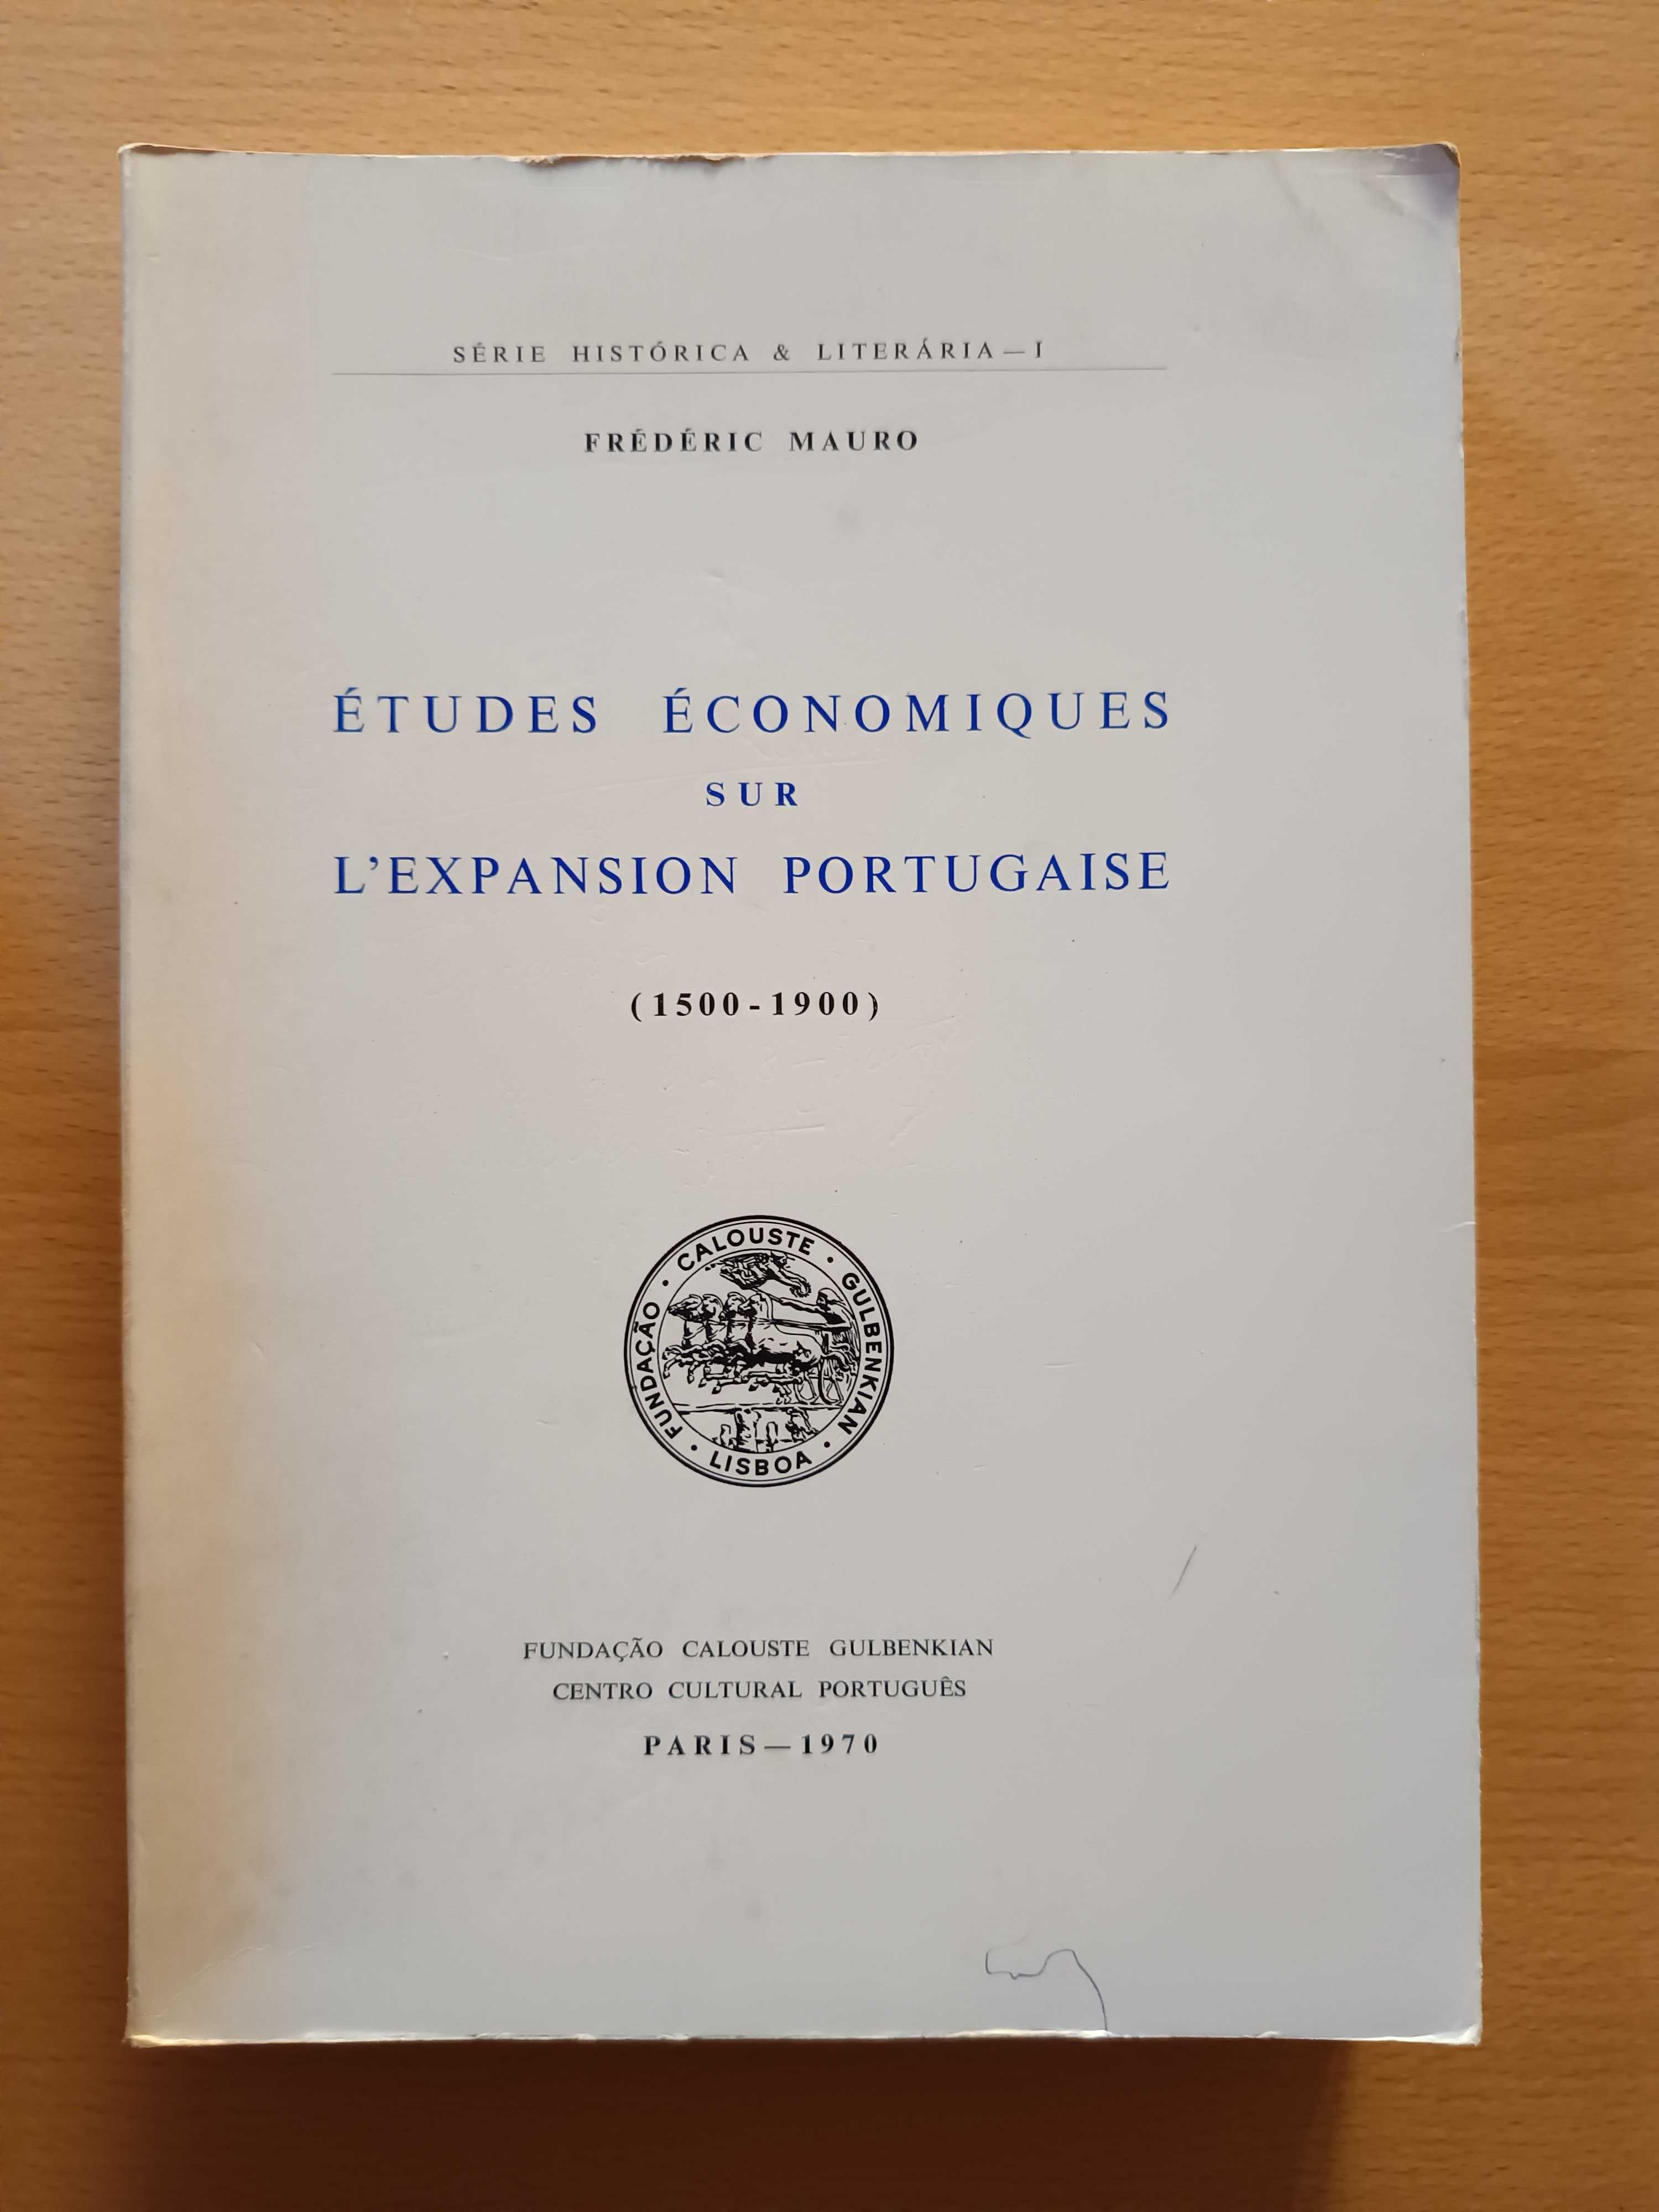 SÉRIE HISTÓRICA & LITERÁRIA — I
FRÉDÉRIC MAURO
ÉTUDES ÉCONOMIQUES
SUR
L'EXPANSION PORTUGAISE
(1500-1900)
FUNDAÇÃO · CALOUSTE · GULBENKIAN · LISBOA ·
FUNDAÇÃO CALOUSTE GULBENKIAN
CENTRO CULTURAL PORTUGUÊS
PARIS — 1970